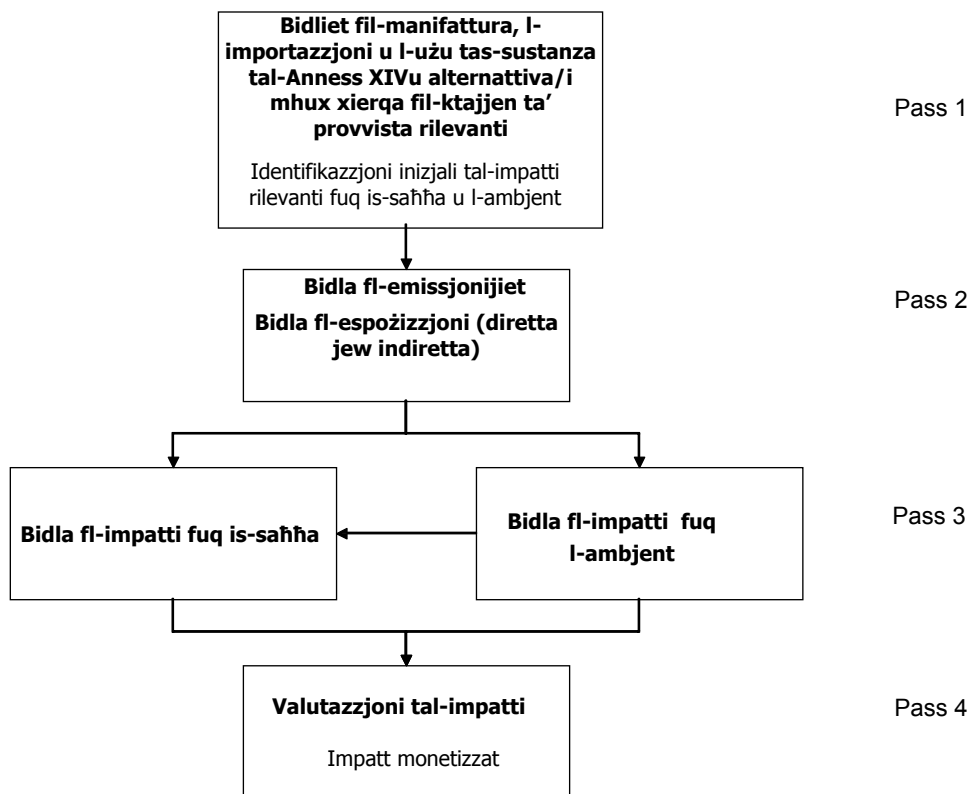 Bidliet fil-manifattura, l-
importazzjoni u l-użu tas-sustanza
tal-Anness XIVu alternattiva/i
mhux xierqa fil-ktajjen ta'
provvista rilevanti
Identifikazzjoni inizjali tal-impatti
rilevanti fuq is-saħħa u l-ambjent
Pass 1
Bidla fl-emissjonijiet
Bidla fl-espożizzjoni (diretta
jew indiretta)
Pass 2
Bidla fl-impatti fuq is-saħħa
Bidla fl-impatti fuq
l-ambjent
Pass 3
Valutazzjoni tal-impatti
Impatt monetizzat
Pass 4